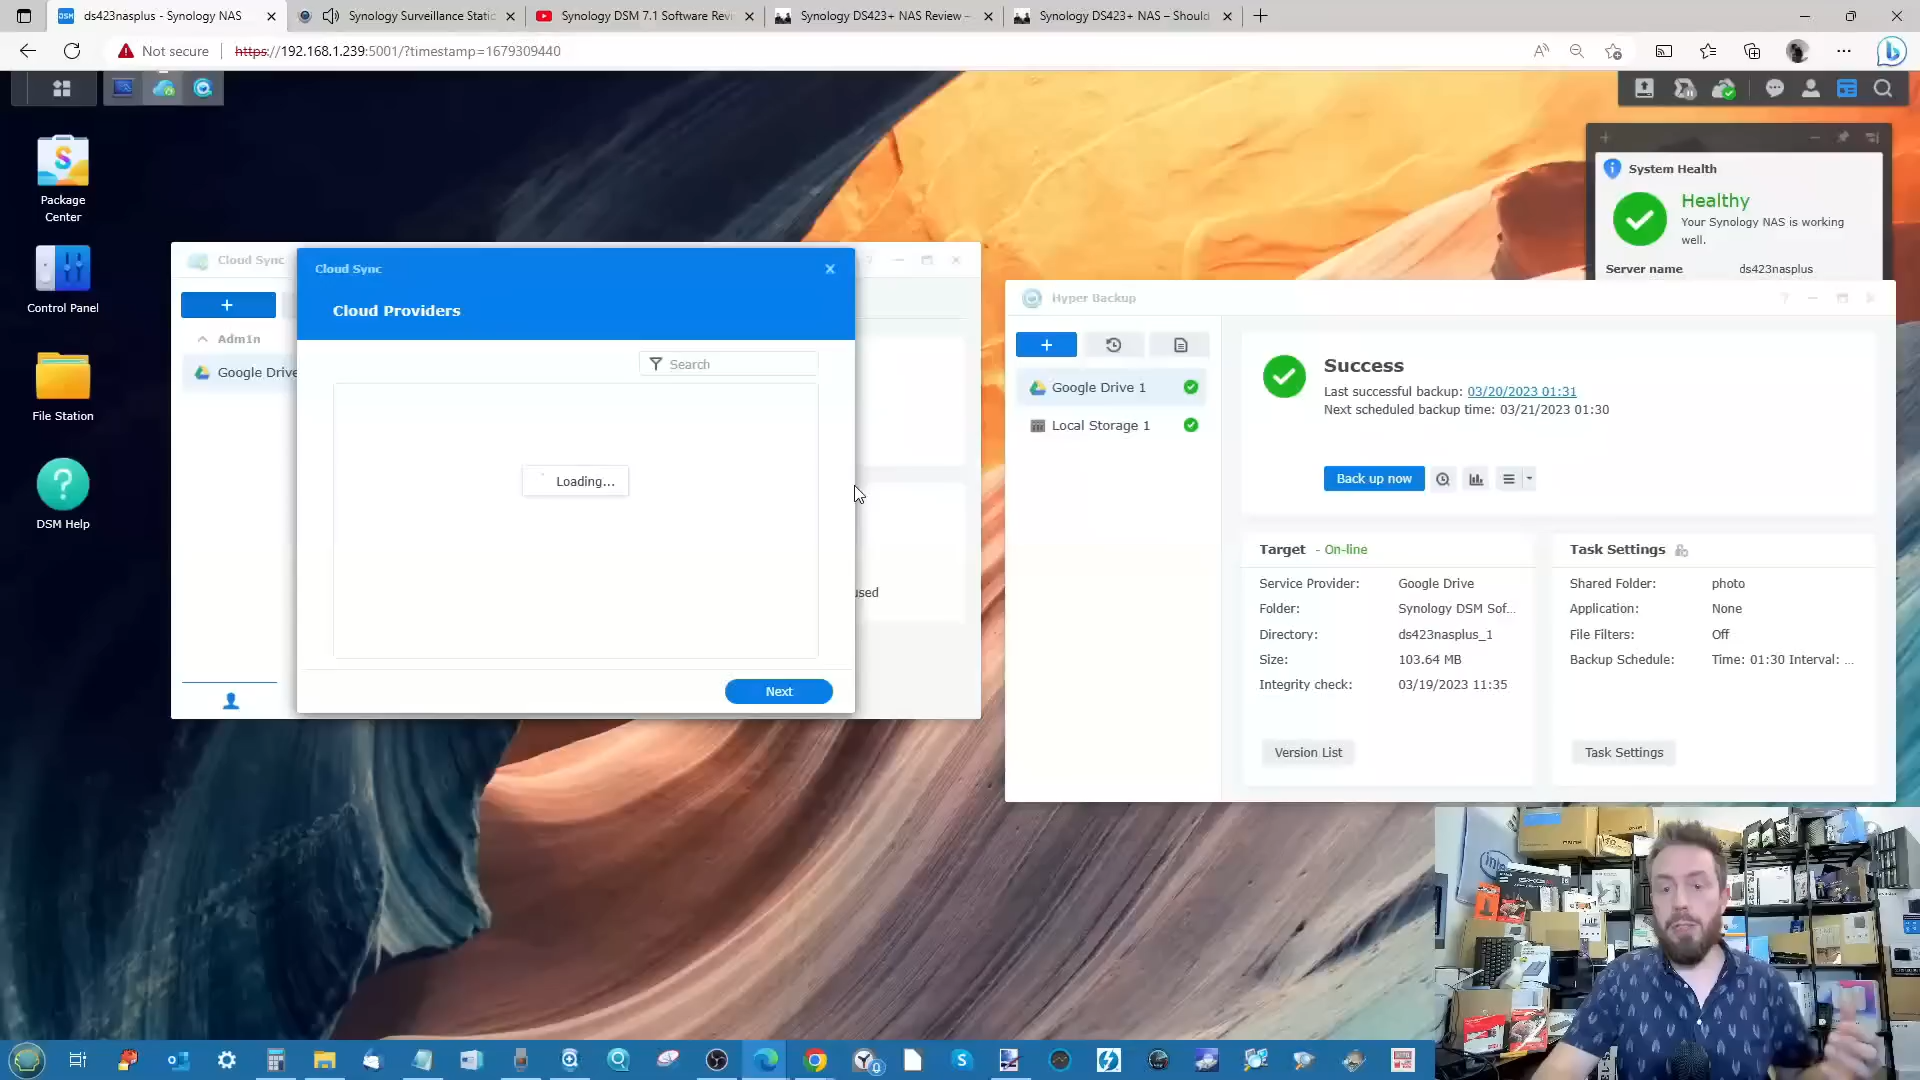 ds423nasplus - Synology NAS
Synology Surveillance Static
Synology DSM 7.1 Software Revi
Synology DS423+ NAS Review –
Synology DS423+ NAS – Should
Not secure
https://192.168.1.239:5001/?timestamp=1679309440
Package
Center
Control Panel
File Station
DSM Help
System Health
Healthy
Your Synology NAS is working
well.
Server name
ds423nasplus
Cloud Sync
Adm1n
Google Drive
used
Cloud Sync
Cloud Providers
Search
Loading...
Next
Hyper Backup
Google Drive 1
Local Storage 1
Success
Last successful backup: 03/20/2023 01:31
Next scheduled backup time: 03/21/2023 01:30
Back up now
Target - On-line
Service Provider: Google Drive
Folder: Synology DSM Sof...
Directory: ds423nasplus_1
Size: 103.64 MB
Integrity check: 03/19/2023 11:35
Version List
Task Settings
Shared Folder: photo
Application: None
File Filters: Off
Backup Schedule: Time: 01:30 Interval: ...
Task Settings
intel